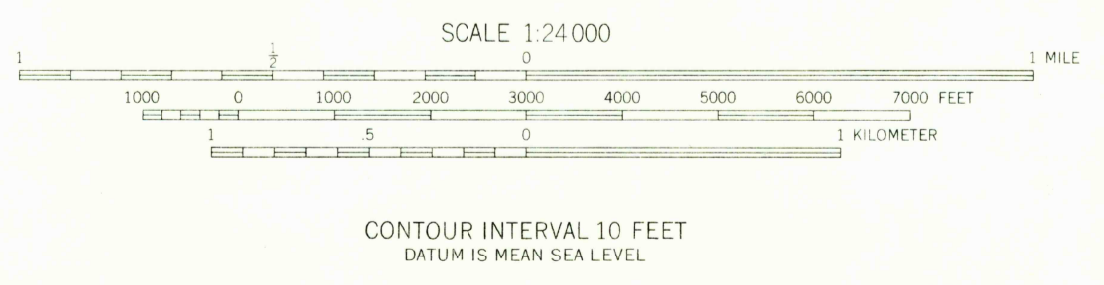 SCALE 1:24 000
1 ½ 0 1 MILE
1000 0 1000 2000 3000 4000 5000 6000 7000 FEET
1 .5 0 1 KILOMETER
CONTOUR INTERVAL 10 FEET
DATUM IS MEAN SEA LEVEL